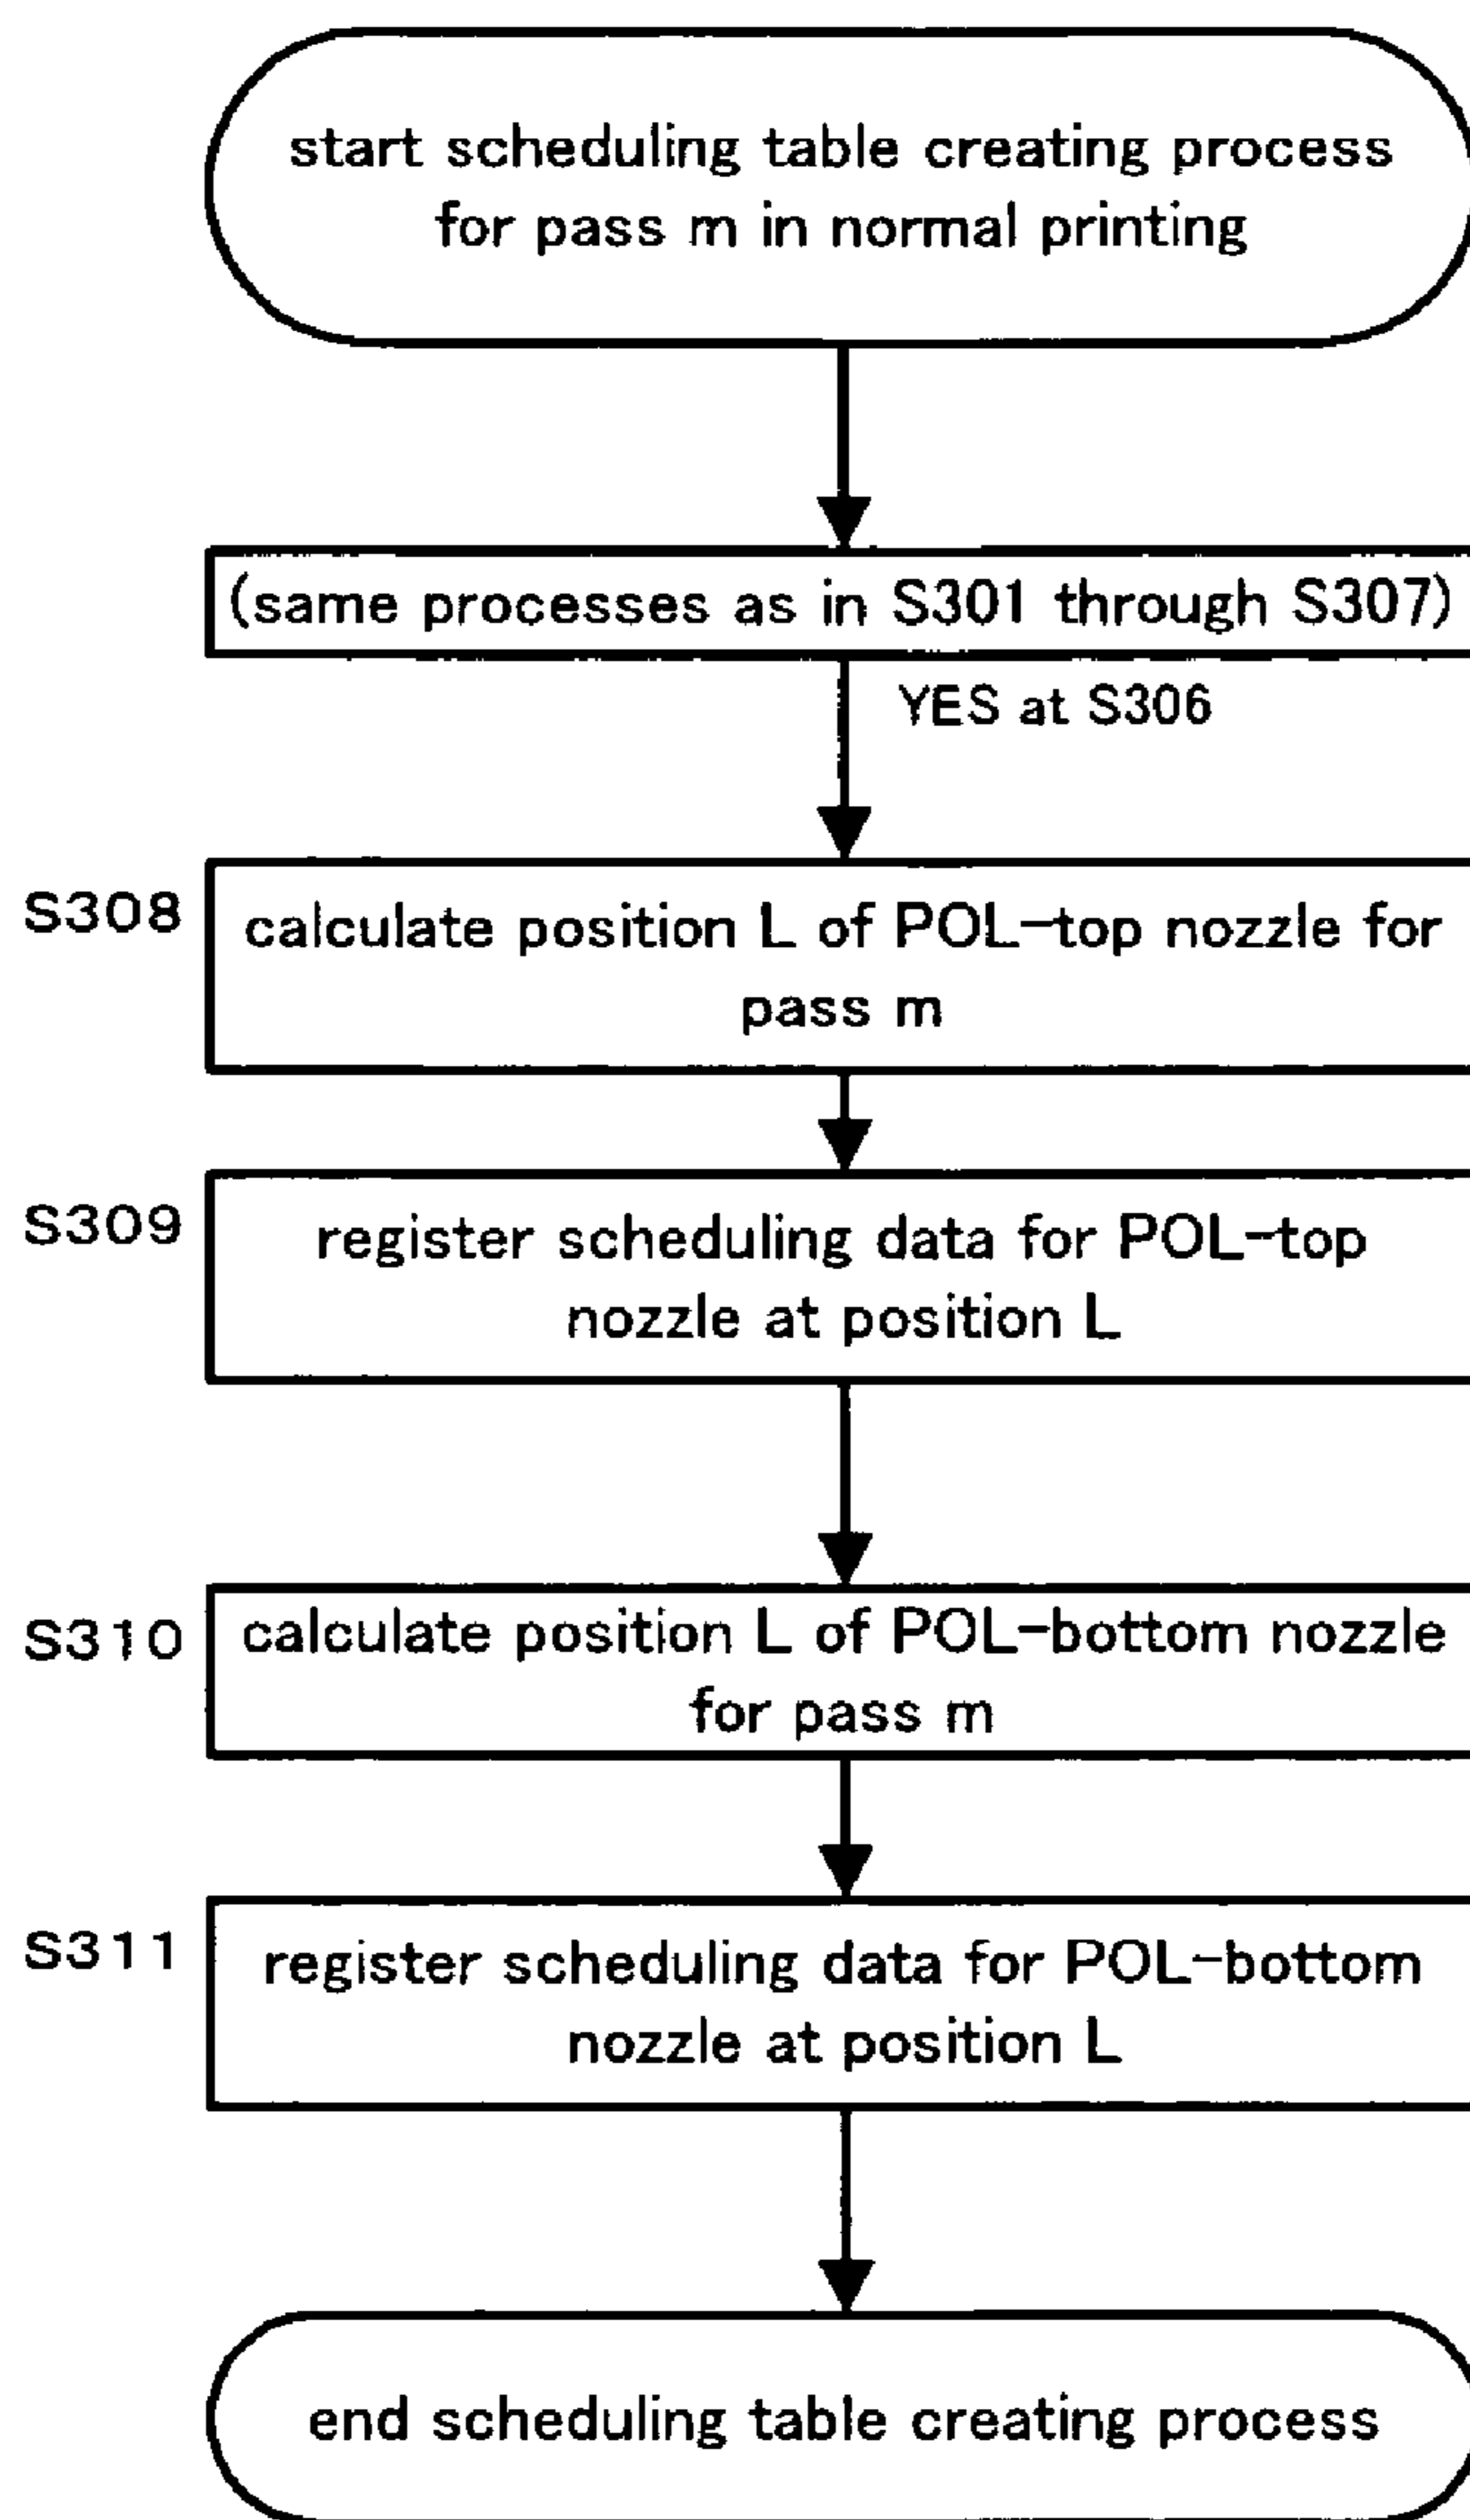 start scheduling table creating process
for pass m in normal printing
(same processes as in S301 through S307)
YES at S306
S308
calculate position L of POL-top nozzle for
pass m
S309
register scheduling data for POL-top
nozzle at position L
S310
calculate position L of POL-bottom nozzle
for pass m
S311
register scheduling data for POL-bottom
nozzle at position L
end scheduling table creating process